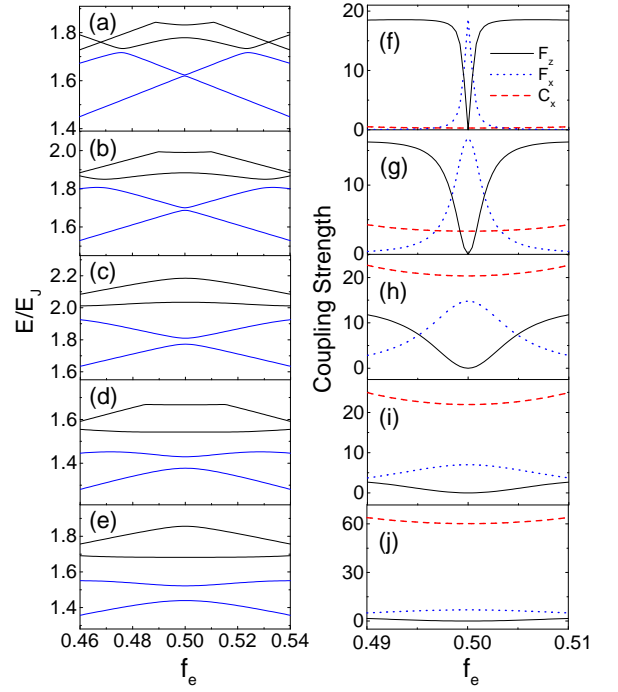 (a)
1.8
1.6
1.4
(b)
2.0
1.8
1.6
(c)
2.2
2.0
1.8
1.6
(d)
1.6
1.4
(e)
1.8
1.6
1.4
0.46 0.48 0.50 0.52 0.54
f_e
E/E_J
(f)
20
10
0
F_z
F_x
C_x
(g)
10
0
(h)
20
10
0
(i)
20
0
(j)
60
30
0
0.49 0.50 0.51
f_e
Coupling Strength